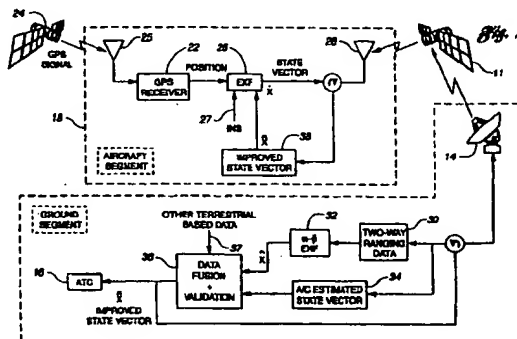 24
GPS
SIGNAL
25
22
POSITION
26
STATE
VECTOR
28
11
GPS
RECEIVER
EKF
18
27
INS
38
IMPROVED
STATE VECTOR
AIRCRAFT
SEGMENT
14
GROUND
SEGMENT
OTHER TERRESTRIAL
BASED DATA
37
32
30
α-β
EKF
TWO-WAY
RANGING
DATA
36
16
ATC
DATA
FUSION
+
VALIDATION
34
A/C ESTIMATED
STATE VECTOR
IMPROVED
STATE VECTOR